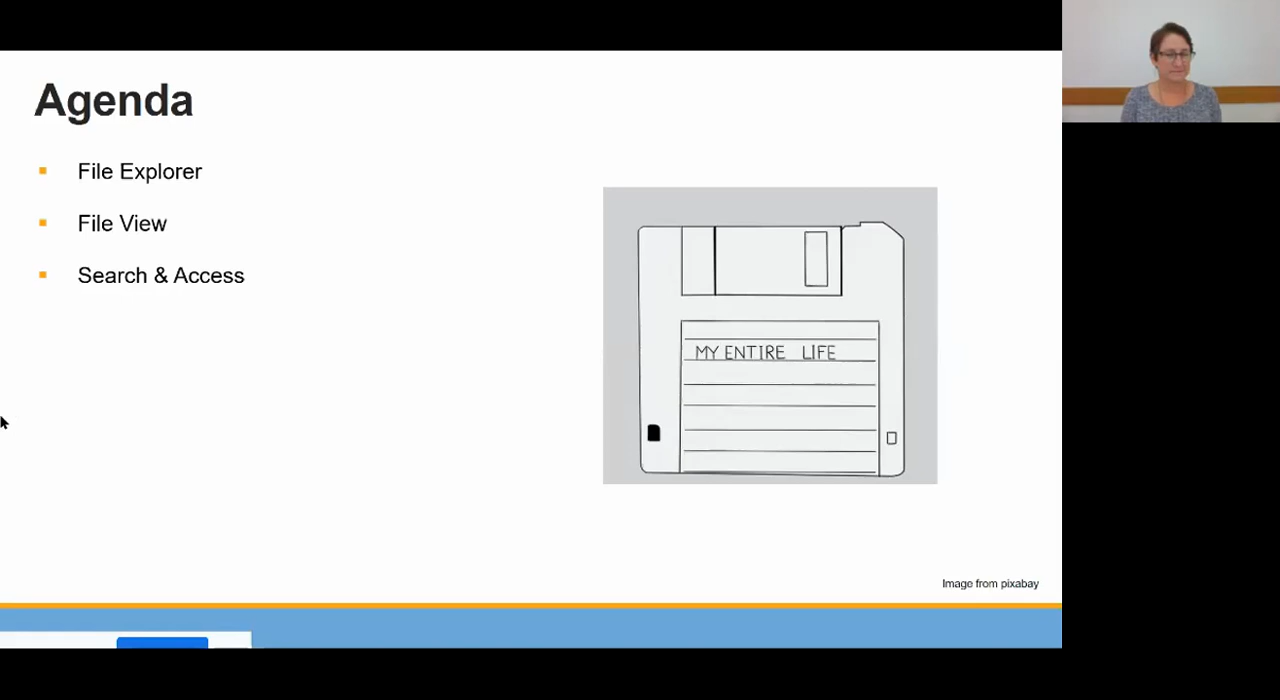 Agenda
File Explorer
File View
Search & Access
MY ENTIRE LIFE
Image from pixabay